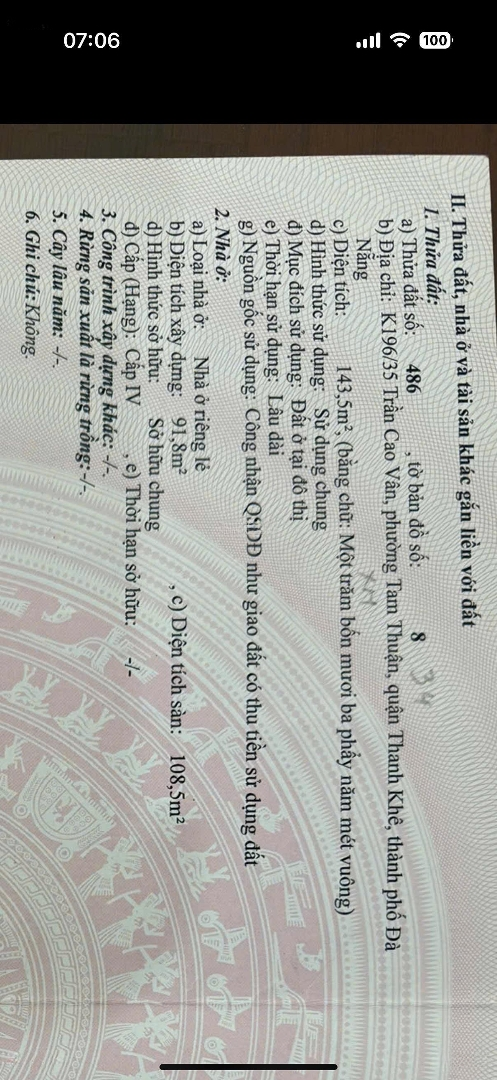 07:06
100
II. Thửa đất, nhà ở và tài sản khác gắn liền với đất
1. Thửa đất:
a) Thửa đất số: 486 , tờ bản đồ số: 8 34
b) Địa chỉ: K196/35 Trần Cao Vân, phường Tam Thuận, quận Thanh Khê, thành phố Đà
Nẵng
c) Diện tích: 143,5m², (bằng chữ: Một trăm bốn mươi ba phẩy năm mét vuông)
d) Hình thức sử dụng: Sử dụng chung
đ) Mục đích sử dụng: Đất ở tại đô thị
e) Thời hạn sử dụng: Lâu dài
g) Nguồn gốc sử dụng: Công nhận QSDĐ như giao đất có thu tiền sử dụng đất
2. Nhà ở:
a) Loại nhà ở: Nhà ở riêng lẻ
b) Diện tích xây dựng: 91,8m² , c) Diện tích sàn: 108,5m²
d) Hình thức sở hữu: Sở hữu chung
đ) Cấp (Hạng): Cấp IV , e) Thời hạn sở hữu: -/-
3. Công trình xây dựng khác: -/-.
4. Rừng sản xuất là rừng trồng: -/-.
5. Cây lâu năm: -/-.
6. Ghi chú: Không